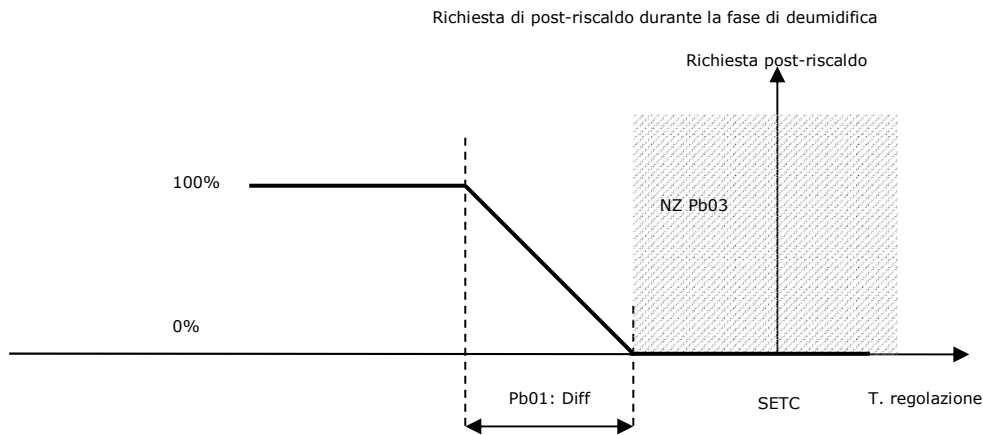 Richiesta di post-riscaldo durante la fase di deumidifica
Richiesta post-riscaldo
100%
NZ Pb03
0%
Pb01: Diff
SETC
T. regolazione